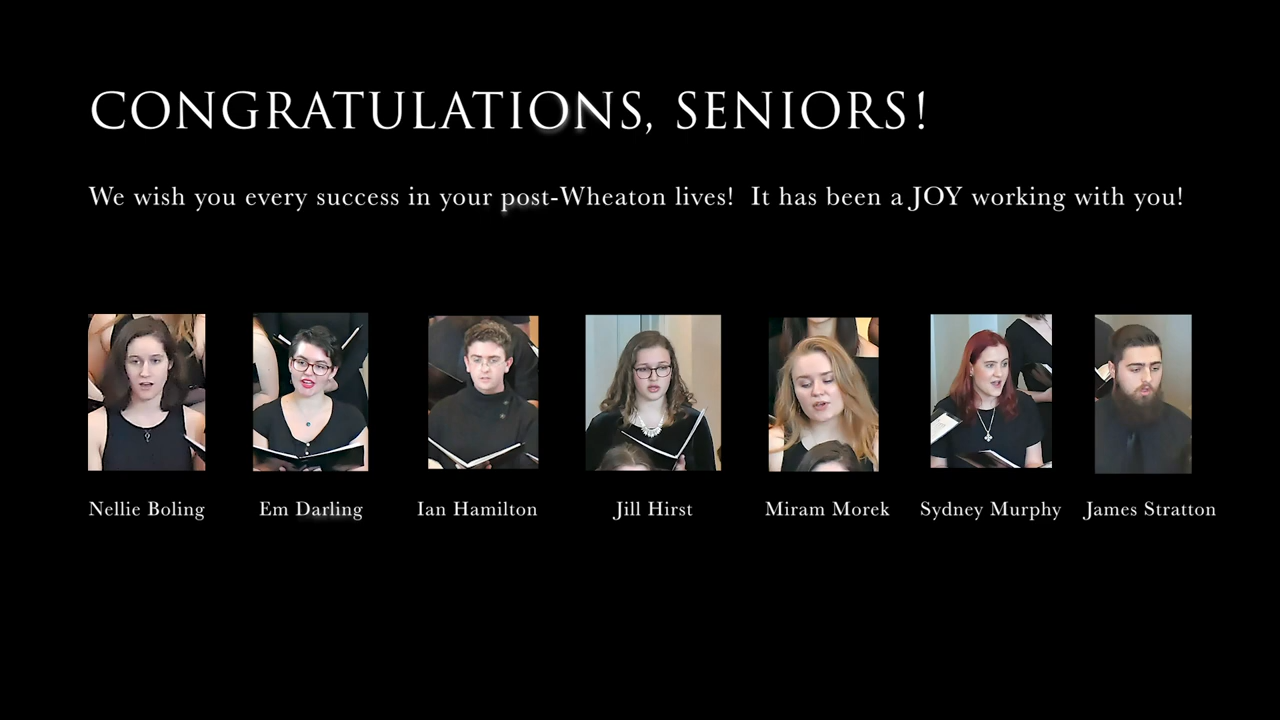 CONGRATULATIONS, SENIORS!
We wish you every success in your post-Wheaton lives! It has been a JOY working with you!
Nellie Boling Em Darling Ian Hamilton Jill Hirst Miram Morek Sydney Murphy James Stratton